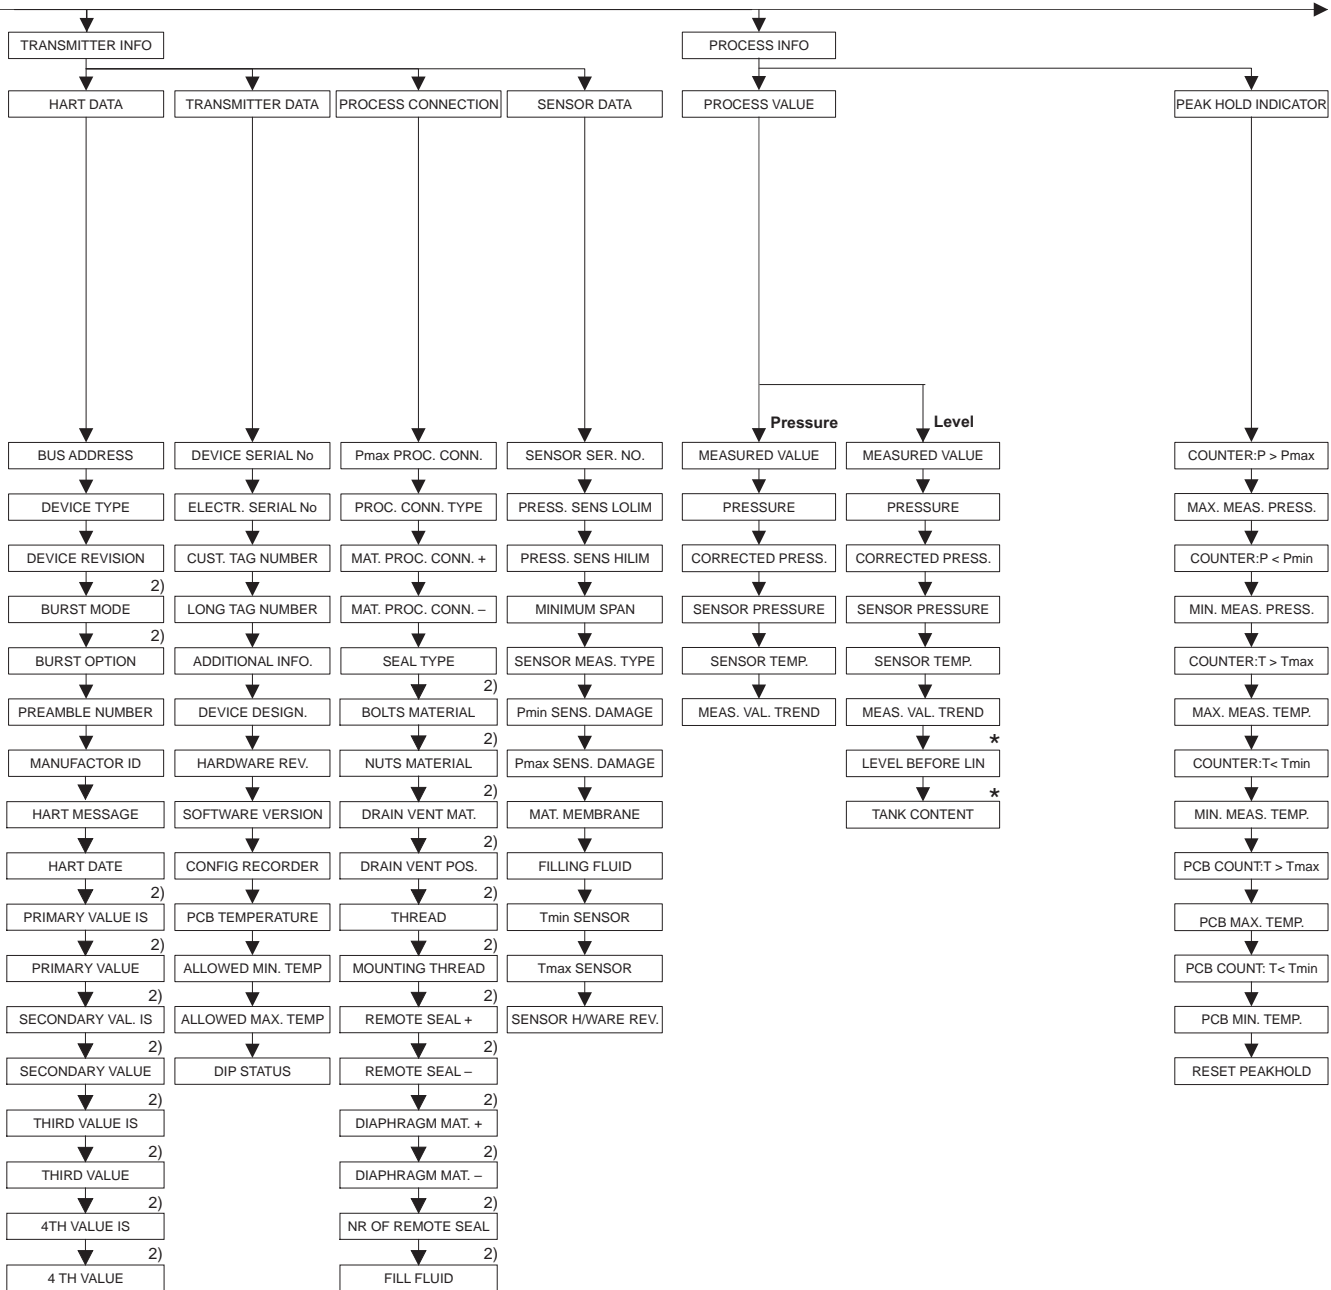 TRANSMITTER INFO
PROCESS INFO
HART DATA
TRANSMITTER DATA
PROCESS CONNECTION
SENSOR DATA
PROCESS VALUE
PEAK HOLD INDICATOR
BUS ADDRESS
DEVICE TYPE
DEVICE REVISION
2)
BURST MODE
2)
BURST OPTION
PREAMBLE NUMBER
MANUFACTOR ID
HART MESSAGE
HART DATE
2)
PRIMARY VALUE IS
2)
PRIMARY VALUE
2)
SECONDARY VAL. IS
2)
SECONDARY VALUE
2)
THIRD VALUE IS
2)
THIRD VALUE
2)
4TH VALUE IS
2)
4 TH VALUE
DEVICE SERIAL No
ELECTR. SERIAL No
CUST. TAG NUMBER
LONG TAG NUMBER
ADDITIONAL INFO.
DEVICE DESIGN.
HARDWARE REV.
SOFTWARE VERSION
CONFIG RECORDER
PCB TEMPERATURE
ALLOWED MIN. TEMP
ALLOWED MAX. TEMP
DIP STATUS
Pmax PROC. CONN.
PROC. CONN. TYPE
MAT. PROC. CONN. +
MAT. PROC. CONN. –
SEAL TYPE
2)
BOLTS MATERIAL
2)
NUTS MATERIAL
2)
DRAIN VENT MAT.
2)
DRAIN VENT POS.
2)
THREAD
2)
MOUNTING THREAD
2)
REMOTE SEAL +
2)
REMOTE SEAL –
2)
DIAPHRAGM MAT. +
2)
DIAPHRAGM MAT. –
2)
NR OF REMOTE SEAL
2)
FILL FLUID
SENSOR SER. NO.
PRESS. SENS LOLIM
PRESS. SENS HILIM
MINIMUM SPAN
SENSOR MEAS. TYPE
Pmin SENS. DAMAGE
Pmax SENS. DAMAGE
MAT. MEMBRANE
FILLING FLUID
Tmin SENSOR
Tmax SENSOR
SENSOR H/WARE REV.
Pressure
MEASURED VALUE
PRESSURE
CORRECTED PRESS.
SENSOR PRESSURE
SENSOR TEMP.
MEAS. VAL. TREND
Level
MEASURED VALUE
PRESSURE
CORRECTED PRESS.
SENSOR PRESSURE
SENSOR TEMP.
MEAS. VAL. TREND
*
LEVEL BEFORE LIN
*
TANK CONTENT
COUNTER:P > Pmax
MAX. MEAS. PRESS.
COUNTER:P < Pmin
MIN. MEAS. PRESS.
COUNTER:T > Tmax
MAX. MEAS. TEMP.
COUNTER:T< Tmin
MIN. MEAS. TEMP.
PCB COUNT:T > Tmax
PCB MAX. TEMP.
PCB COUNT: T< Tmin
PCB MIN. TEMP.
RESET PEAKHOLD